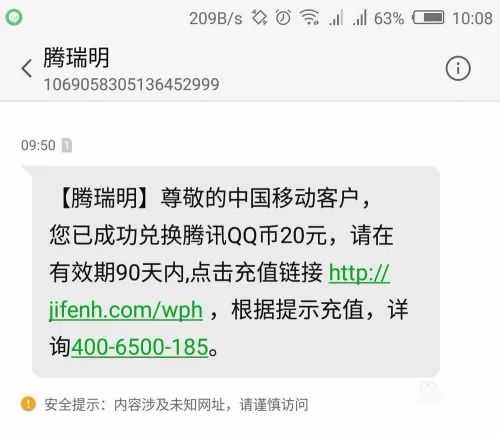 209B/s 63% 10:08
腾瑞明
1069058305136452999
09:50 1
【腾瑞明】尊敬的中国移动客户，
您已成功兑换腾讯QQ币20元，请在
有效期90天内,点击充值链接 http://
jifenh.com/wph ，根据提示充值，详
询400-6500-185。
安全提示：内容涉及未知网址，请谨慎访问